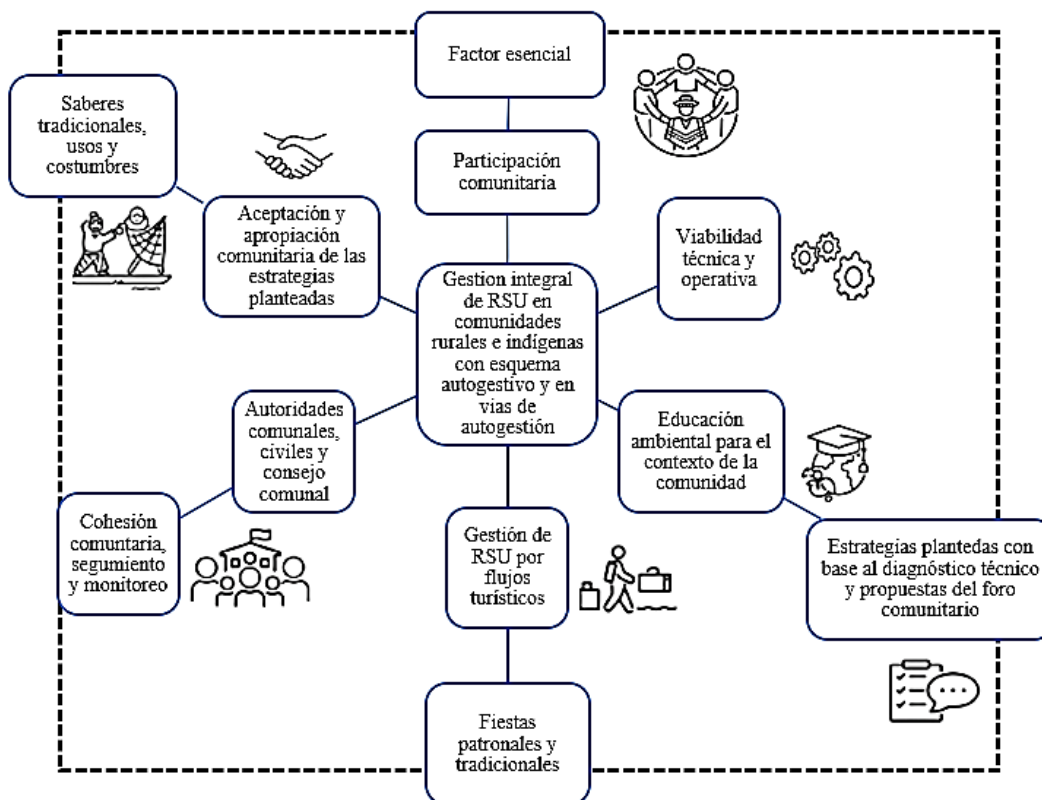 Factor esencial
Participación
comunitaria
Saberes
tradicionales,
usos y
costumbres
Aceptación y
apropiación
comunitaria de las
estrategias
planteadas
Viabilidad
técnica y
operativa
Gestion integral
de RSU en
comunidades
rurales e indígenas
con esquema
autogestivo y en
vias de
autogestión
Autoridades
comunales,
civiles y
consejo
comunal
Cohesión
comuntaria,
segumiento
y monitoreo
Educación
ambiental para el
contexto de la
comunidad
Estrategias plantedas con
base al diagnóstico técnico
y propuestas del foro
comunitario
Gestión de
RSU por
flujos
turísticos
Fiestas
patronales y
tradicionales